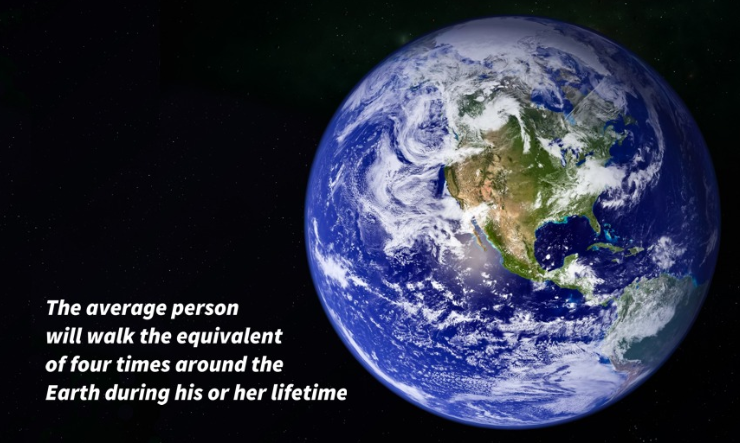 The average person
will walk the equivalent
of four times around the
Earth during his or her lifetime